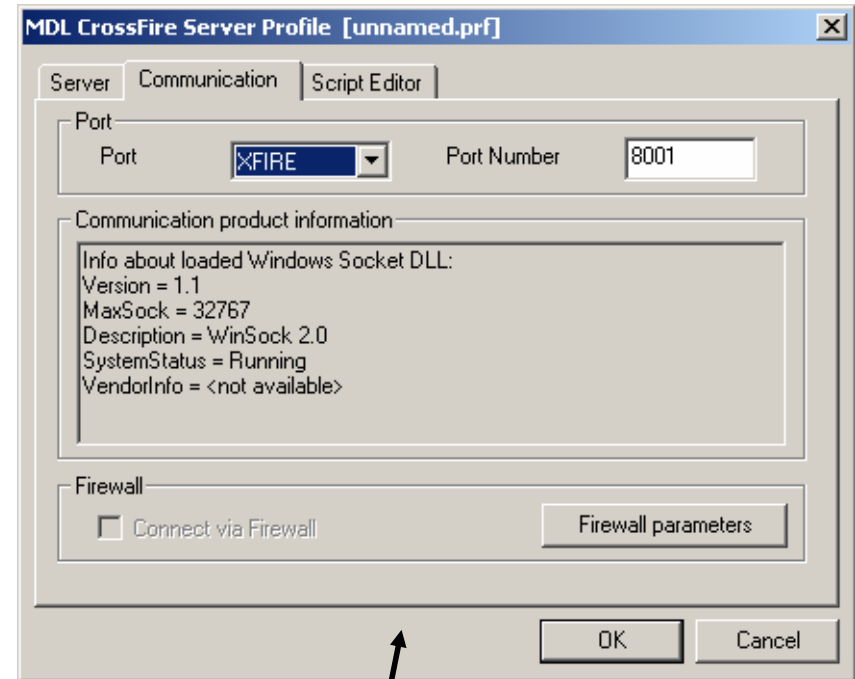 MDL CrossFire Server Profile [unnamed.prf]
Server Communication Script Editor
Port
Port XFIRE Port Number 8001
Communication product information
Info about loaded Windows Socket DLL:
Version = 1.1
MaxSock = 32767
Description = WinSock 2.0
SystemStatus = Running
VendorInfo = <not available>
Firewall
Connect via Firewall Firewall parameters
OK Cancel